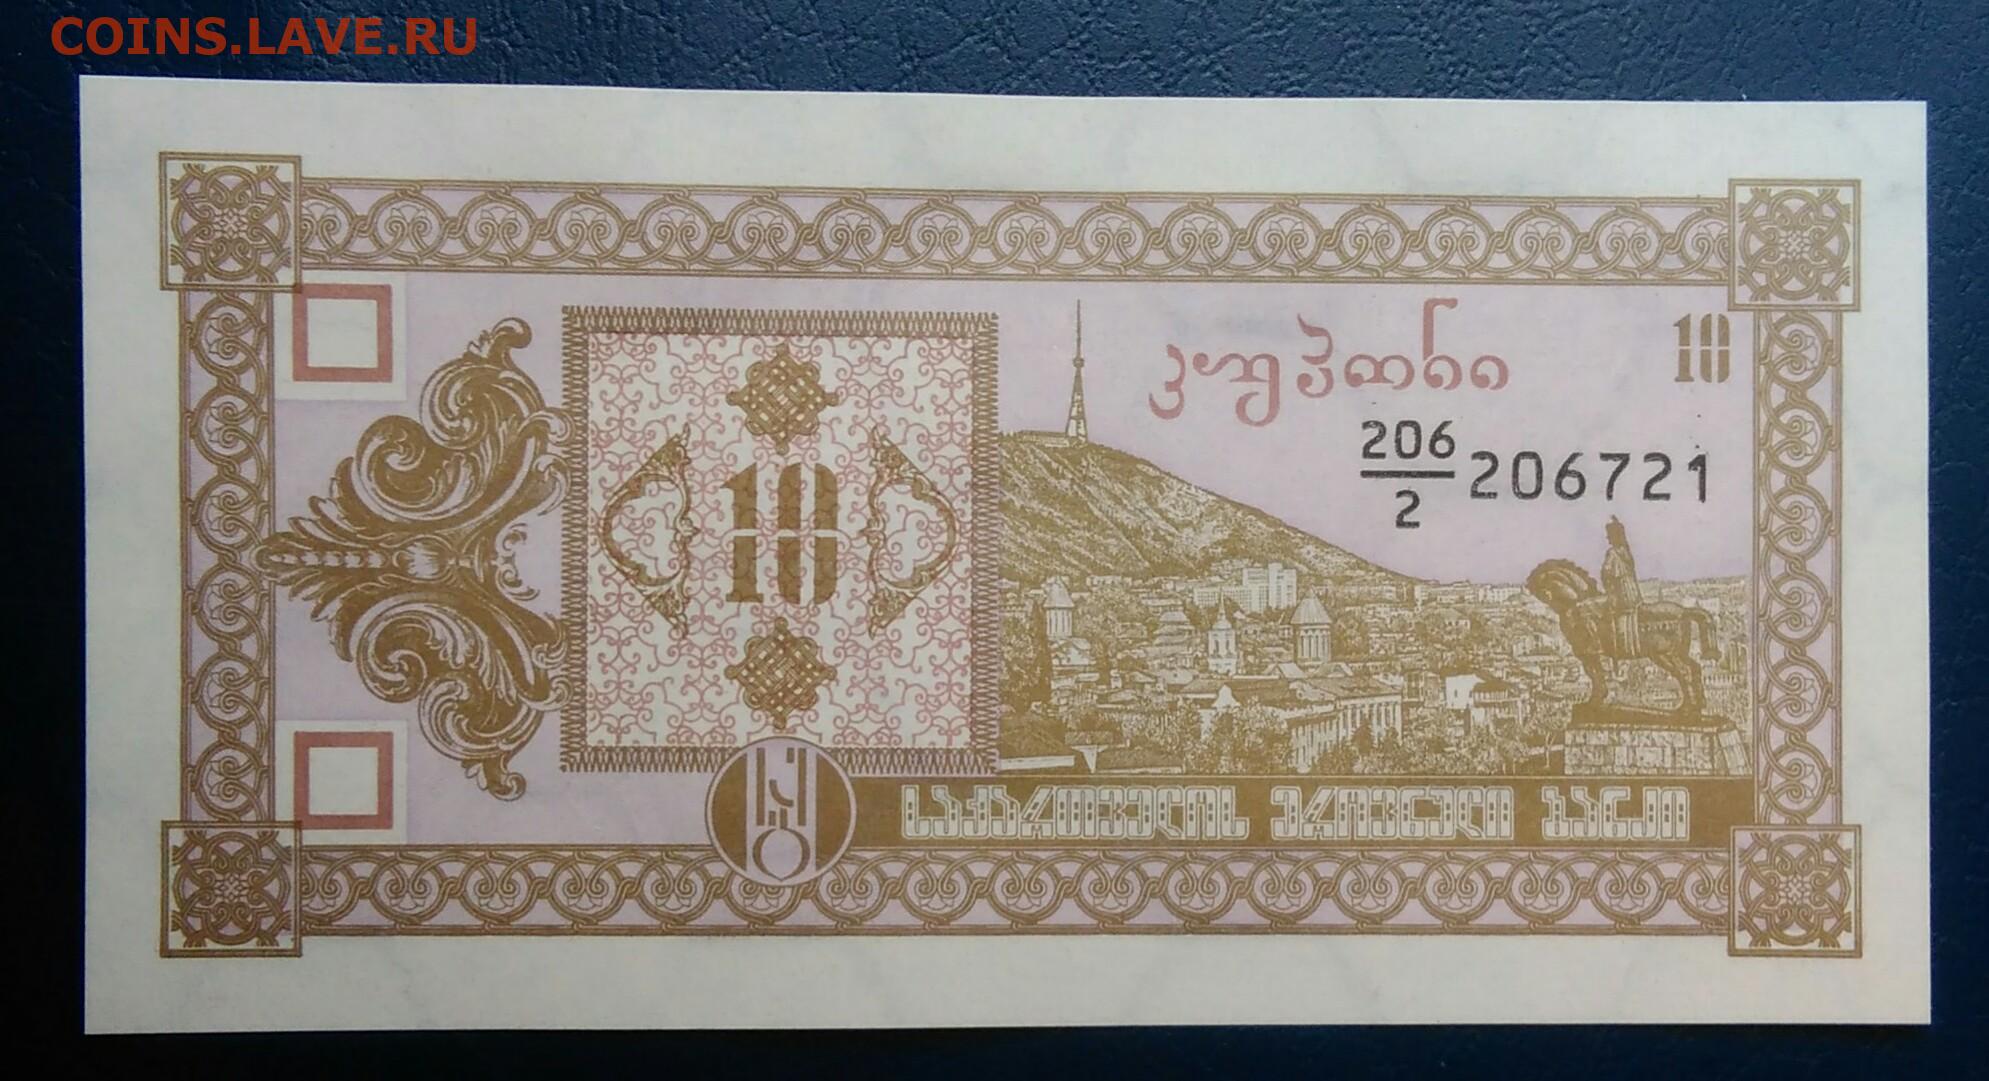 COINS.LAVE.RU
კუპონი
10
206/2 206721
10
საქართველოს ეროვნული ბანკი